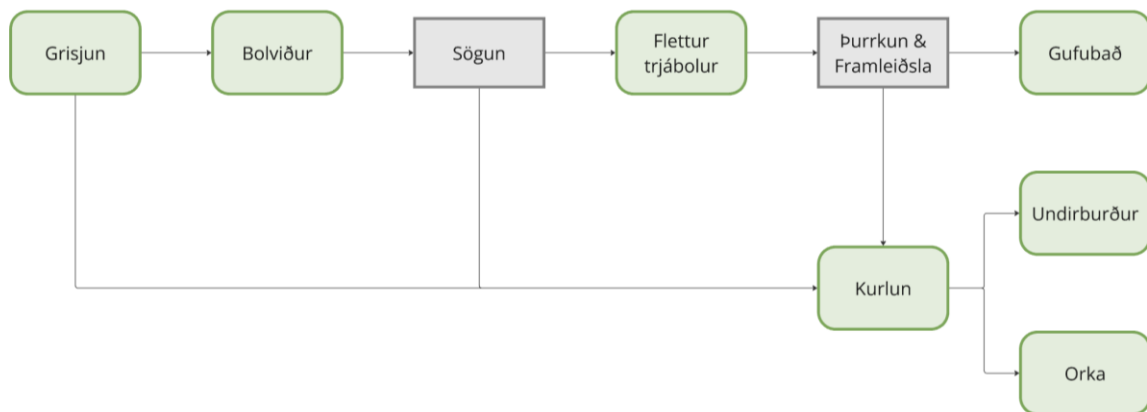 Grisjun
Bolviður
Sögun
Flettur
trjábolur
Þurrkun &
Framleiðsla
Gufubað
Undirburður
Kurlun
Orka